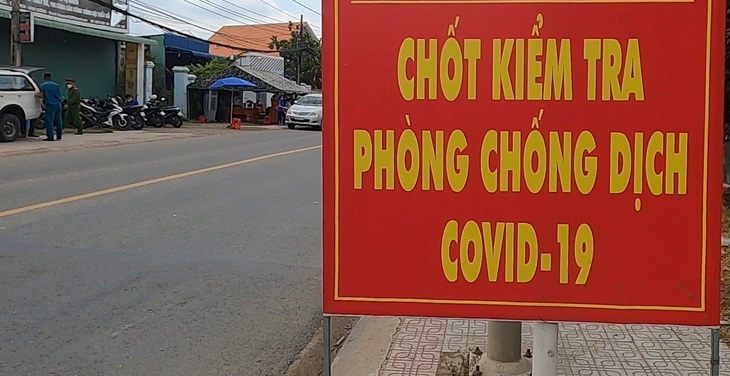 CHỐT KIỂM TRA
PHÒNG CHỐNG DỊCH
COVID-19